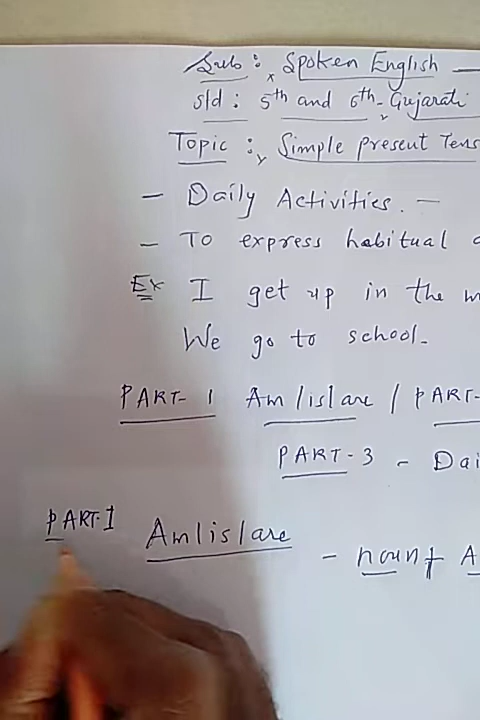 Sub: Spoken English —
Std: 5th and 6th - Gujarati
Topic: Simple present Tens
- Daily Activities. -
- To express habitual a
Ex I get up in the m
We go to school.
PART-1 Am/is/are / PART-
PART-3 - Dai
PART-I Am/is/are - noun + A